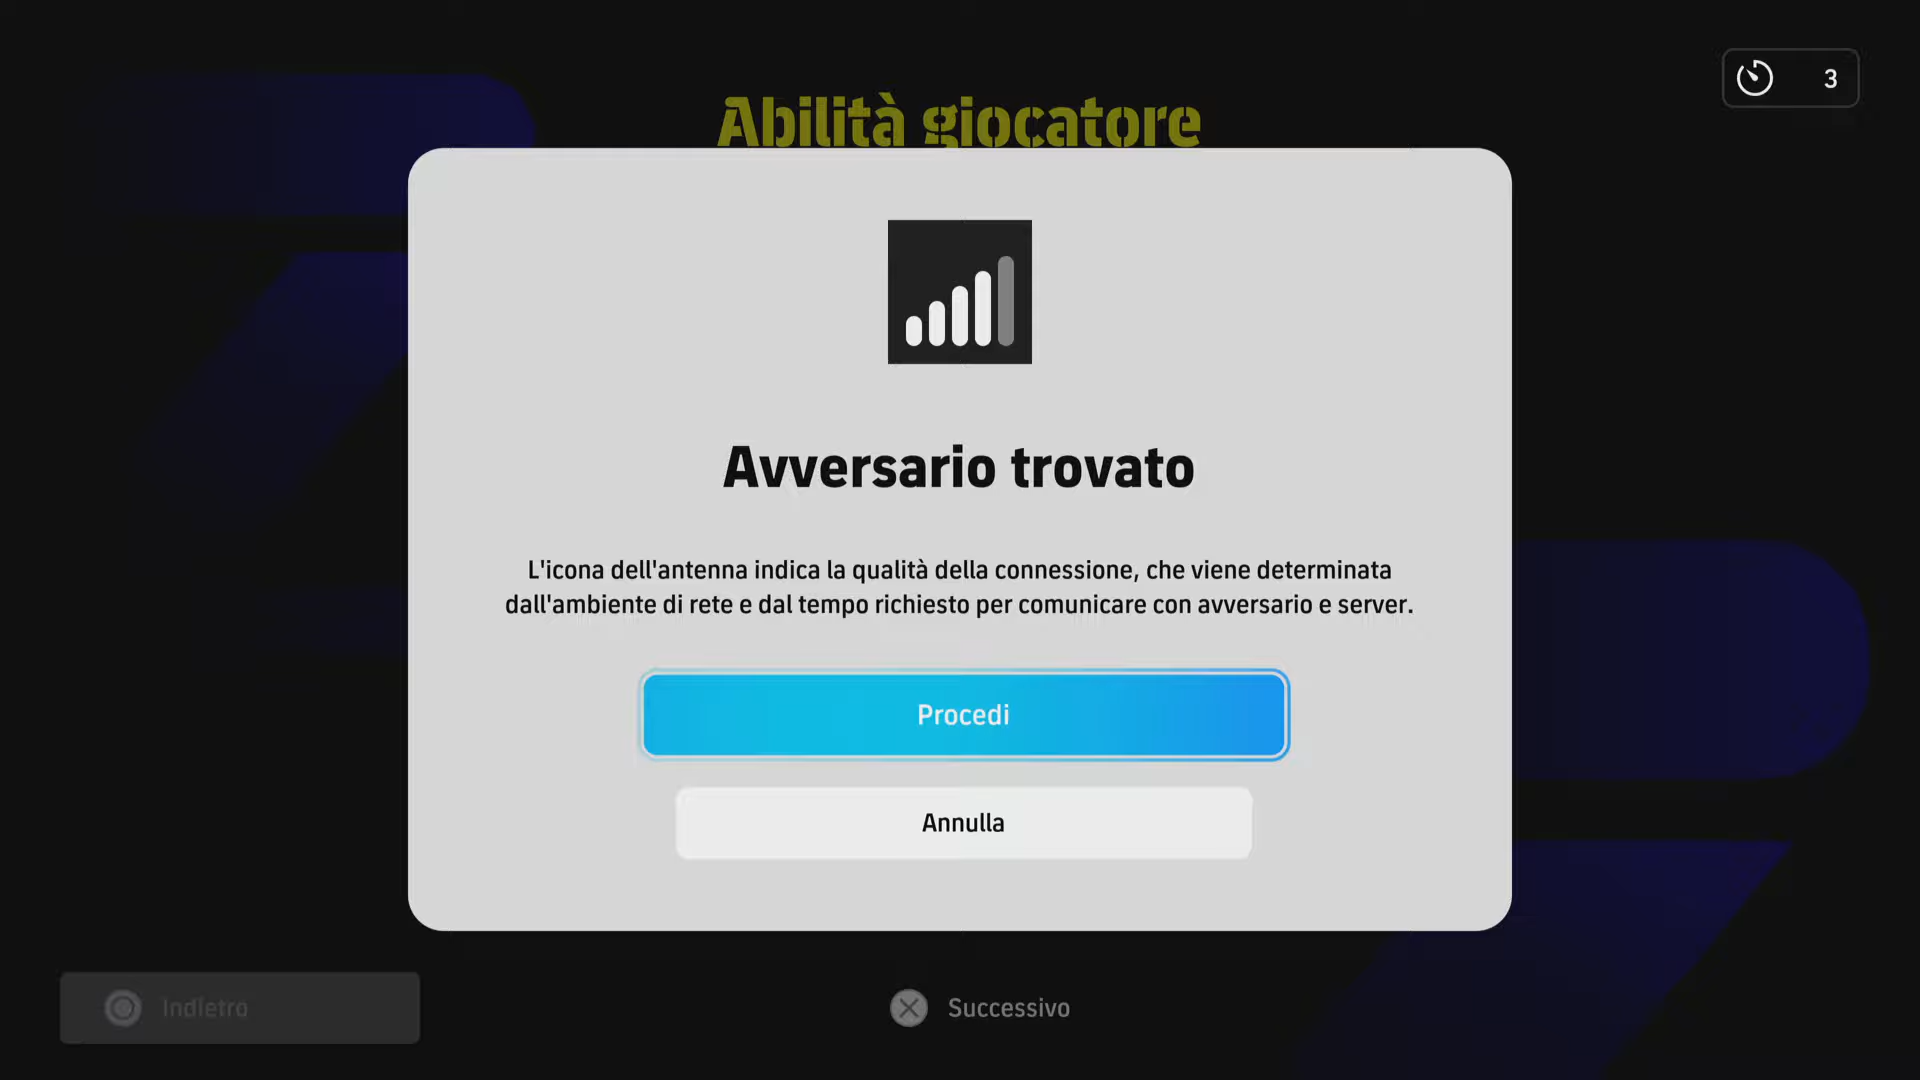 3
Abilità giocatore
Avversario trovato
L'icona dell'antenna indica la qualità della connessione, che viene determinata
dall'ambiente di rete e dal tempo richiesto per comunicare con avversario e server.
Procedi
Annulla
Indietro
Successivo